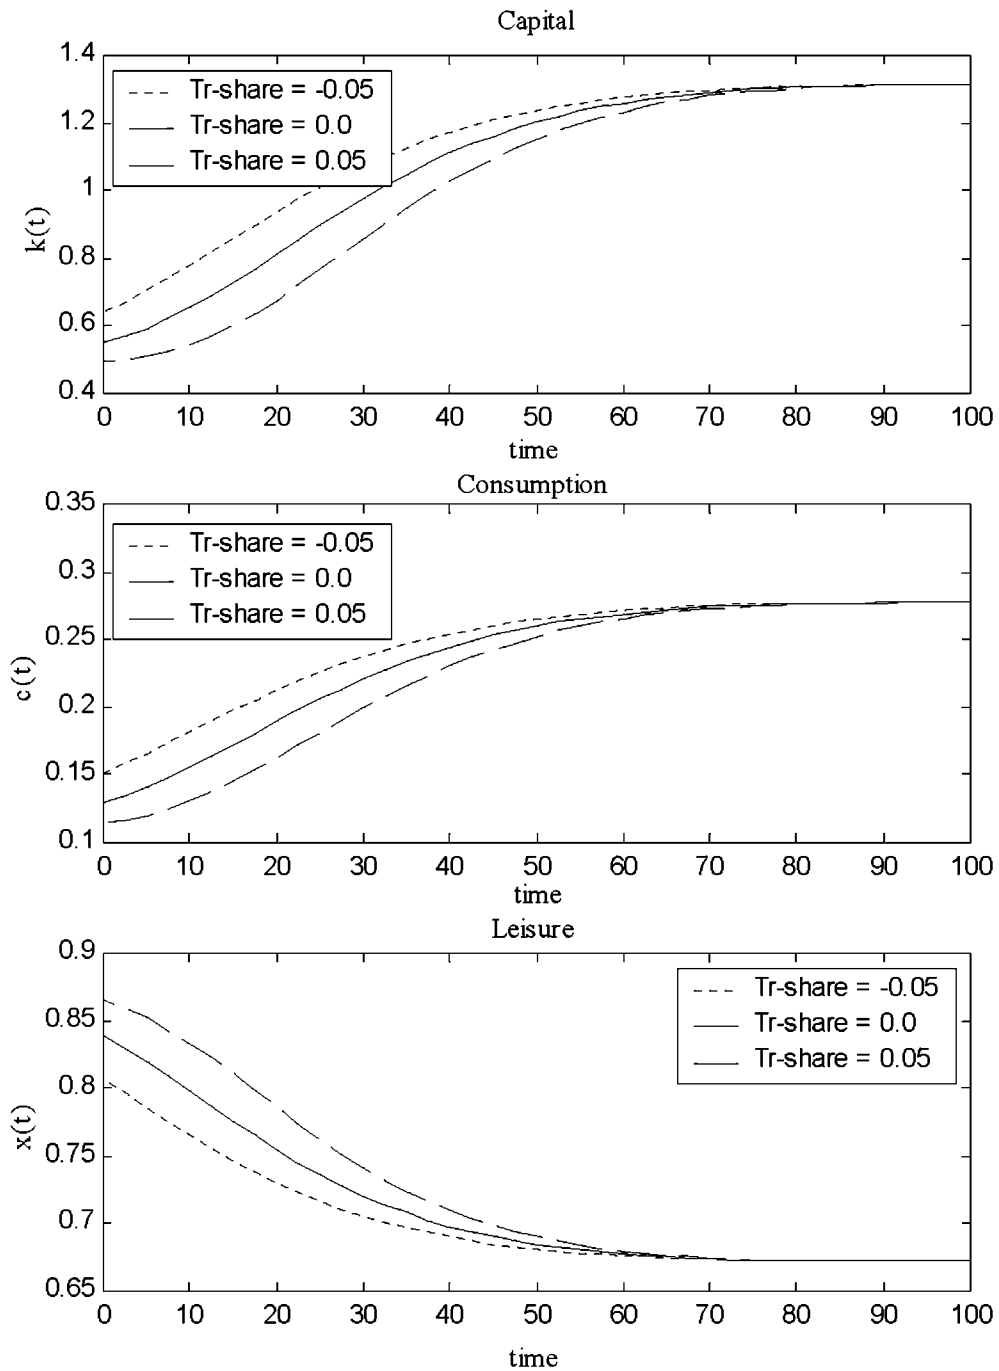 Capital
1.4
Tr-share = -0.05
Tr-share = 0.0
Tr-share = 0.05
1.2
1
0.8
0.6
0.4
k(t)
0 10 20 30 40 50 60 70 80 90 100
time
Consumption
0.35
Tr-share = -0.05
Tr-share = 0.0
Tr-share = 0.05
0.3
0.25
0.2
0.15
0.1
c(t)
0 10 20 30 40 50 60 70 80 90 100
time
Leisure
0.9
Tr-share = -0.05
Tr-share = 0.0
Tr-share = 0.05
0.85
0.8
0.75
0.7
0.65
x(t)
0 10 20 30 40 50 60 70 80 90 100
time